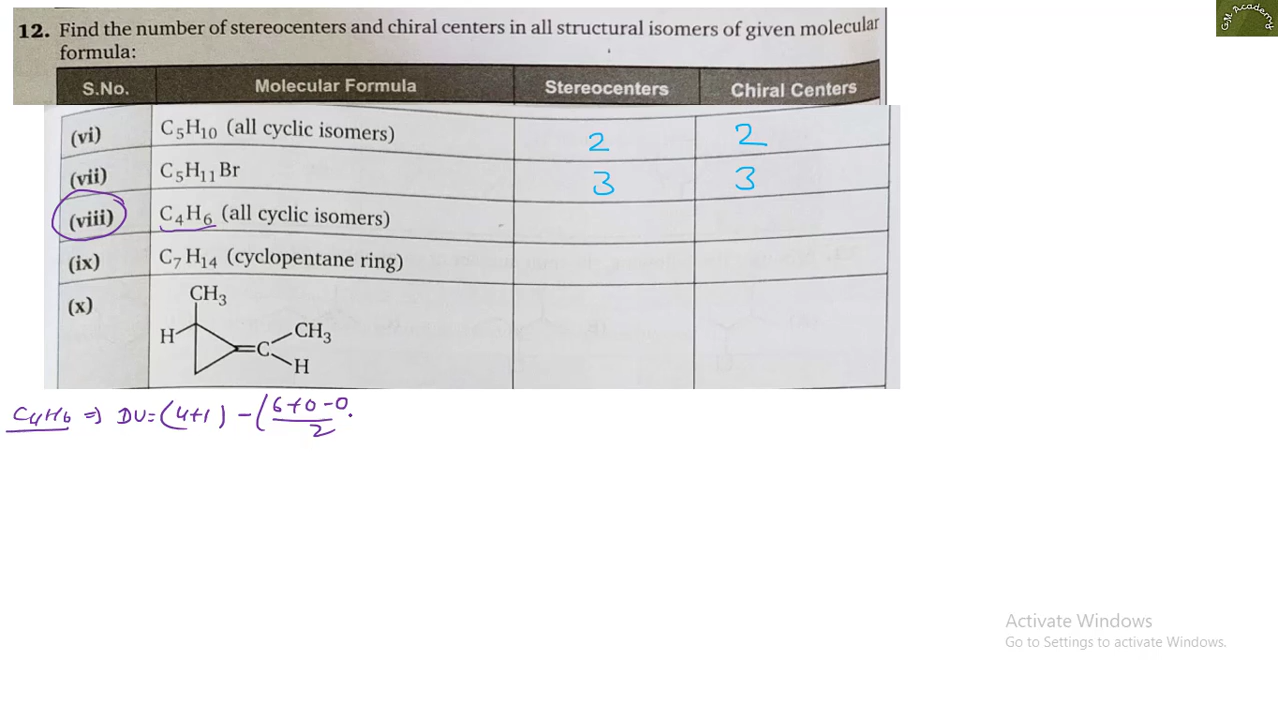 GM Academy
12. Find the number of stereocenters and chiral centers in all structural isomers of given molecular
formula:
S.No. Molecular Formula Stereocenters Chiral Centers
(vi) C₅H₁₀ (all cyclic isomers) 2 2
(vii) C₅H₁₁Br 3 3
(viii) C₄H₆ (all cyclic isomers)
(ix) C₇H₁₄ (cyclopentane ring)
(x) CH₃
H CH₃
C
H
C₄H₆ ⇒ DU = (4+1) - (6+0-0
2
Activate Windows
Go to Settings to activate Windows.